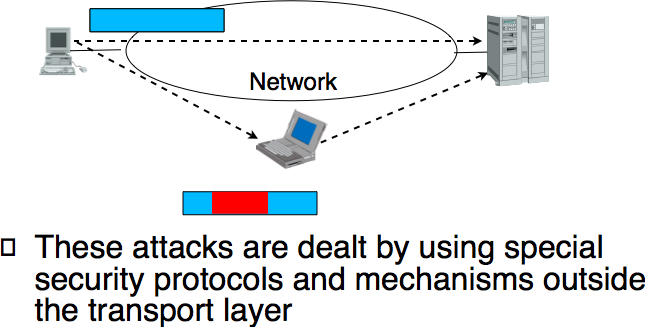 Network
These attacks are dealt by using special
security protocols and mechanisms outside
the transport layer